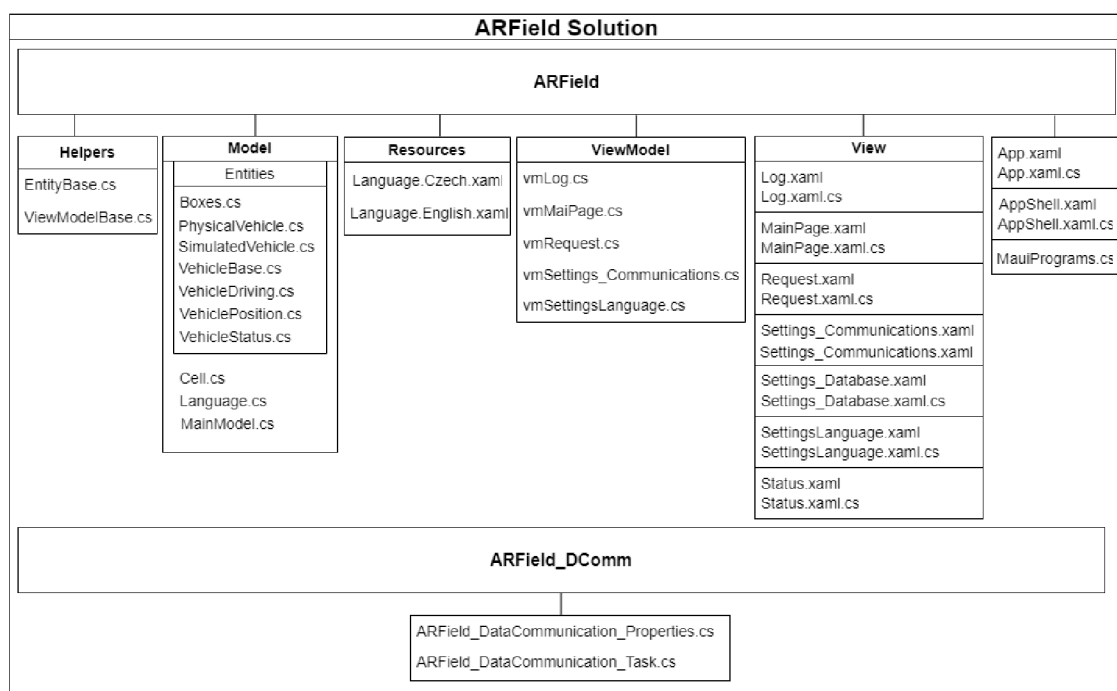 ARField Solution
ARField
Helpers
EntityBase.cs
ViewModelBase.cs
Model
Entities
Boxes.cs
PhysicalVehicle.cs
SimulatedVehicle.cs
VehicleBase.cs
VehicleDriving.cs
VehiclePosition.cs
VehicleStatus.cs
Cell.cs
Language.cs
MainModel.cs
Resources
Language.Czech.xaml
Language.English.xaml
ViewModel
vmLog.cs
vmMaiPage.cs
vmRequest.cs
vmSettings_Communications.cs
vmSettingsLanguage.cs
View
Log.xaml
Log.xaml.cs
MainPage.xaml
MainPage.xaml.cs
Request.xaml
Request.xaml.cs
Settings_Communications.xaml
Settings_Communications.xaml
Settings_Database.xaml
Settings_Database.xaml.cs
SettingsLanguage.xaml
SettingsLanguage.xaml.cs
Status.xaml
Status.xaml.cs
App.xaml
App.xaml.cs
AppShell.xaml
AppShell.xaml.cs
MauiPrograms.cs
ARField_DComm
ARField_DataCommunication_Properties.cs
ARField_DataCommunication_Task.cs